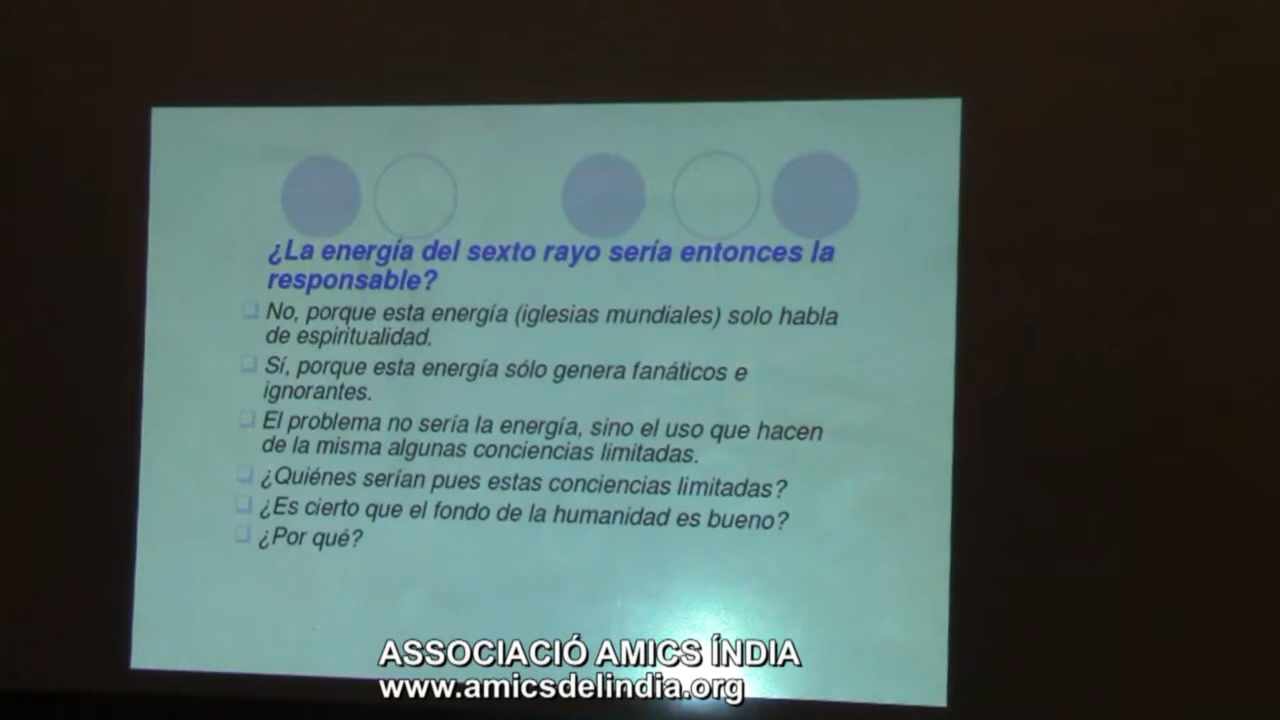 ¿La energía del sexto rayo sería entonces la
responsable?
No, porque esta energía (iglesias mundiales) solo habla
de espiritualidad.
Sí, porque esta energía sólo genera fanáticos e
ignorantes.
El problema no sería la energía, sino el uso que hacen
de la misma algunas conciencias limitadas.
¿Quiénes serían pues estas conciencias limitadas?
¿Es cierto que el fondo de la humanidad es bueno?
¿Por qué?
ASSOCIACIÓ AMICS ÍNDIA
www.amicsdelindia.org